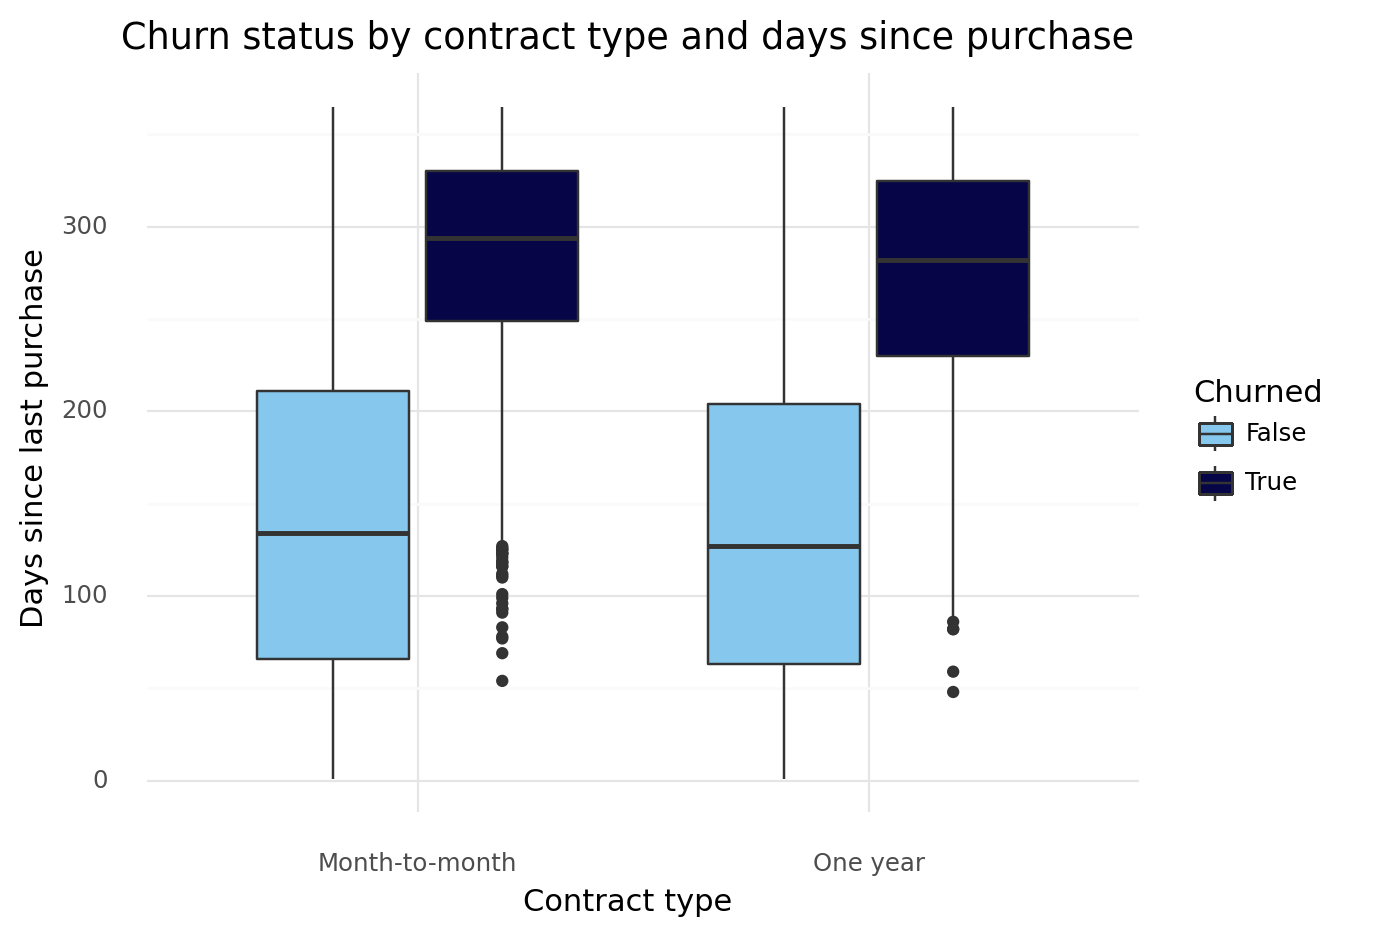 Churn status by contract type and days since purchase
Days since last purchase
300
200
100
0
Month-to-month
One year
Contract type
Churned
False
True